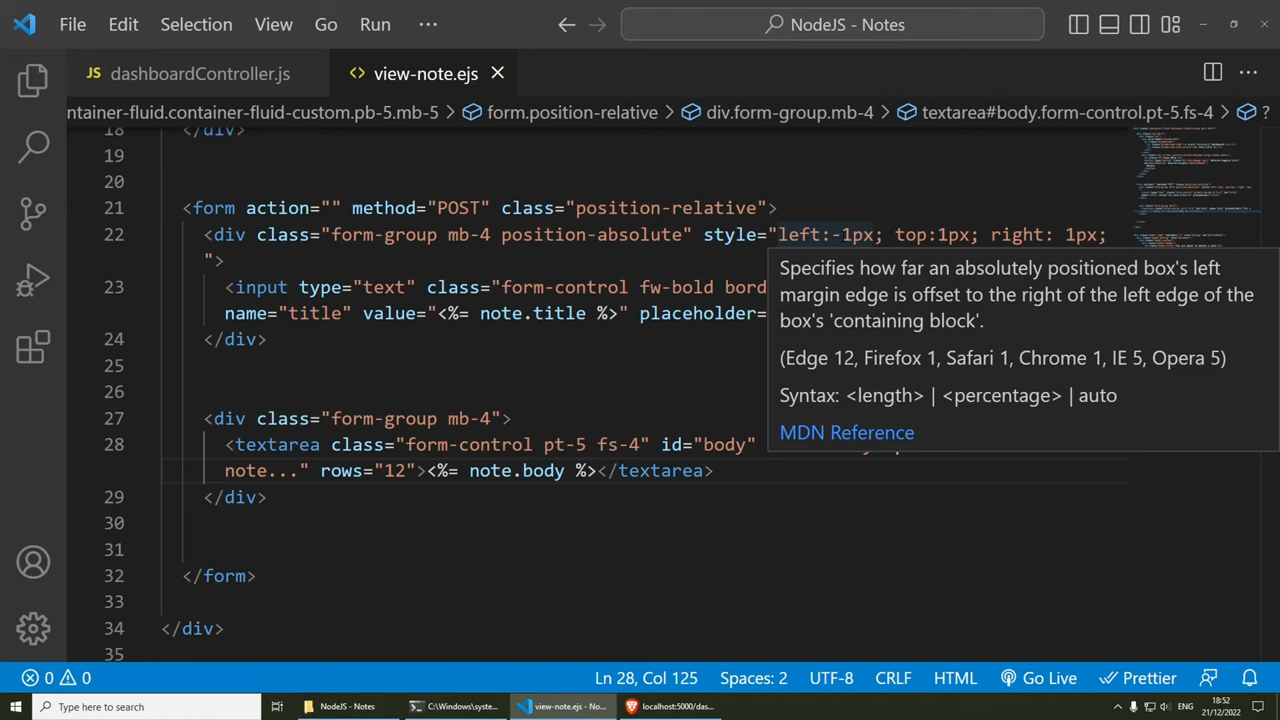 File Edit Selection View Go Run ··· NodeJS - Notes
JS dashboardController.js <> view-note.ejs
ntainer-fluid.container-fluid-custom.pb-5.mb-5 > form.position-relative > div.form-group.mb-4 > textarea#body.form-control.pt-5.fs-4 > ?
18 </div>
19
20
21 <form action="" method="POST" class="position-relative">
22 <div class="form-group mb-4 position-absolute" style="left:-1px; top:1px; right: 1px;
">
23 <input type="text" class="form-control fw-bold bord
name="title" value="<%= note.title %>" placeholder=
24 </div>
25
26
27 <div class="form-group mb-4">
28 <textarea class="form-control pt-5 fs-4" id="body"
note..." rows="12"><%= note.body %></textarea>
29 </div>
30
31
32 </form>
33
34 </div>
35
Specifies how far an absolutely positioned box's left
margin edge is offset to the right of the left edge of the
box's 'containing block'.
(Edge 12, Firefox 1, Safari 1, Chrome 1, IE 5, Opera 5)
Syntax: <length> | <percentage> | auto
MDN Reference
0 0 Ln 28, Col 125 Spaces: 2 UTF-8 CRLF HTML Go Live Prettier
Type here to search NodeJS - Notes C:\Windows\syste... view-note.ejs - No... localhost:5000/das... ENG 18:52
21/12/2022